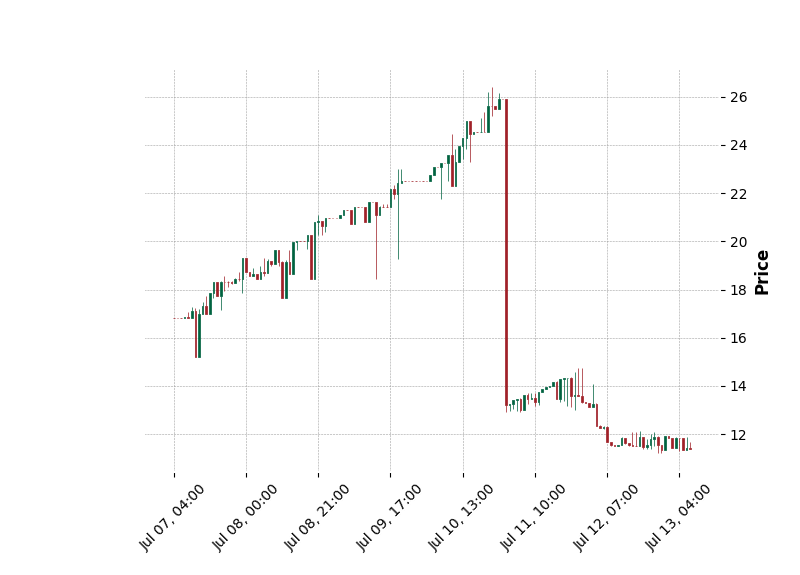 26
24
22
20
18
16
14
12
Price
Jul 07, 04:00
Jul 08, 00:00
Jul 08, 21:00
Jul 09, 17:00
Jul 10, 13:00
Jul 11, 10:00
Jul 12, 07:00
Jul 13, 04:00